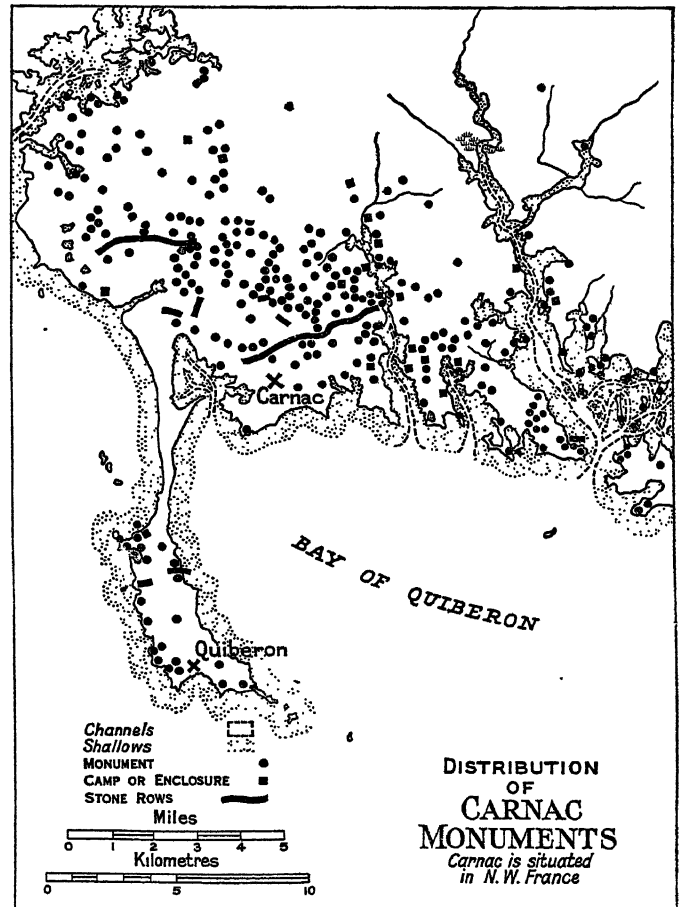 Carnac
BAY OF QUIBERON
Quiberon
Channels
Shallows
MONUMENT
CAMP OR ENCLOSURE
STONE ROWS
Miles
0 1 2 3 4 5
Kilometres
0 5 10
DISTRIBUTION
OF
CARNAC
MONUMENTS
Carnac is situated
in N.W. France